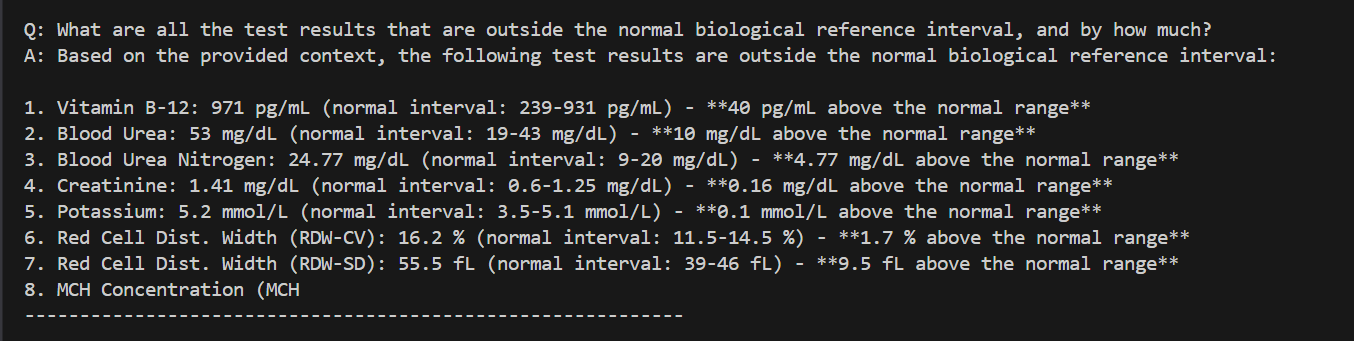 Q: What are all the test results that are outside the normal biological reference interval, and by how much?
A: Based on the provided context, the following test results are outside the normal biological reference interval:
1. Vitamin B-12: 971 pg/mL (normal interval: 239-931 pg/mL) - **40 pg/mL above the normal range**
2. Blood Urea: 53 mg/dL (normal interval: 19-43 mg/dL) - **10 mg/dL above the normal range**
3. Blood Urea Nitrogen: 24.77 mg/dL (normal interval: 9-20 mg/dL) - **4.77 mg/dL above the normal range**
4. Creatinine: 1.41 mg/dL (normal interval: 0.6-1.25 mg/dL) - **0.16 mg/dL above the normal range**
5. Potassium: 5.2 mmol/L (normal interval: 3.5-5.1 mmol/L) - **0.1 mmol/L above the normal range**
6. Red Cell Dist. Width (RDW-CV): 16.2 % (normal interval: 11.5-14.5 %) - **1.7 % above the normal range**
7. Red Cell Dist. Width (RDW-SD): 55.5 fL (normal interval: 39-46 fL) - **9.5 fL above the normal range**
8. MCH Concentration (MCH
------------------------------------------------------------